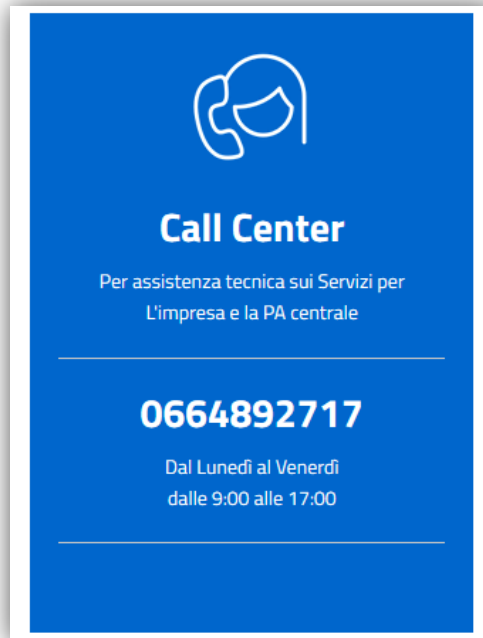 Call Center
Per assistenza tecnica sui Servizi per
L'impresa e la PA centrale
0664892717
Dal Lunedì al Venerdì
dalle 9:00 alle 17:00